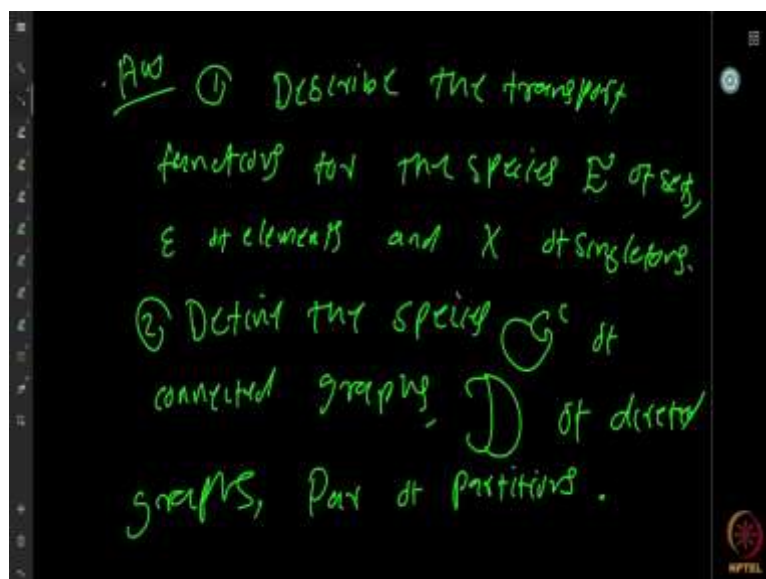 HW ① Describe the transport
functions for the species E of sets,
ε of elements and X of singletons.
② Define the species G^c of
connected graphs, D of directed
graphs, Par of partitions.
NPTEL